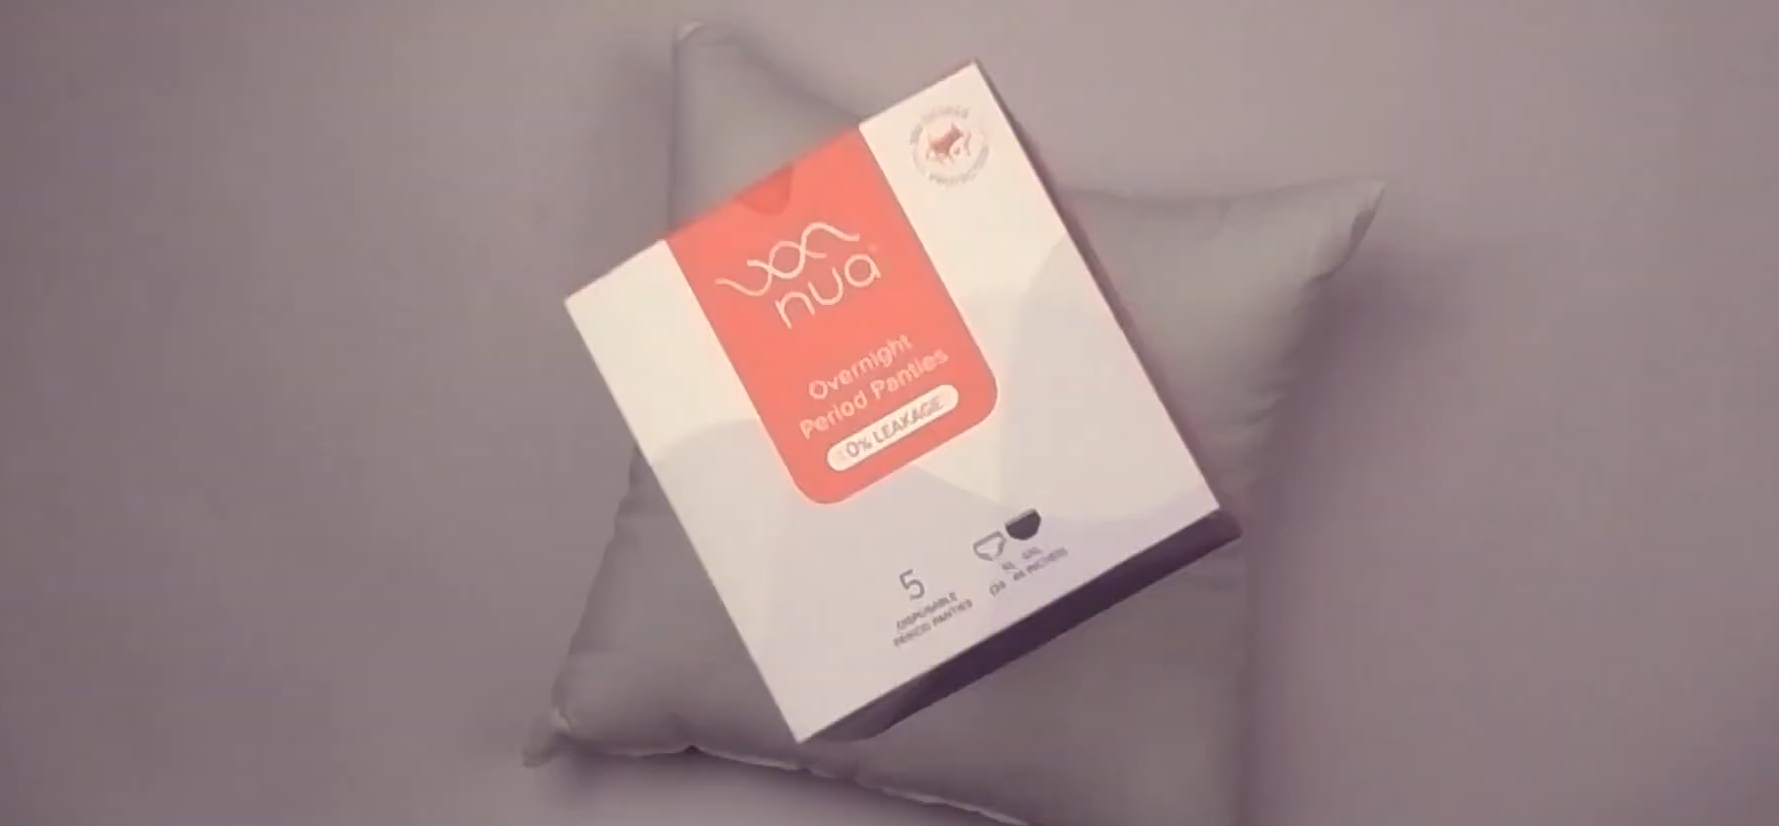 nua
Overnight
Period Panties
0% LEAKAGE
5
DISPOSABLE
PERIOD PANTIES